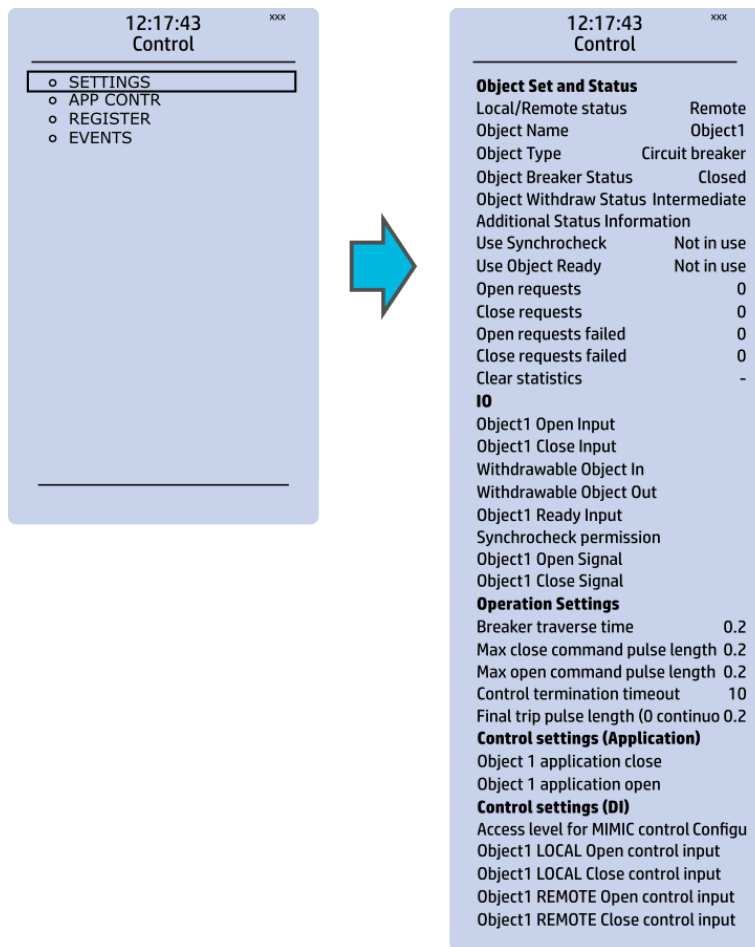 12:17:43 xxx
Control
SETTINGS
APP CONTR
REGISTER
EVENTS
12:17:43 xxx
Control
Object Set and Status
Local/Remote status Remote
Object Name Object1
Object Type Circuit breaker
Object Breaker Status Closed
Object Withdraw Status Intermediate
Additional Status Information
Use Synchrocheck Not in use
Use Object Ready Not in use
Open requests 0
Close requests 0
Open requests failed 0
Close requests failed 0
Clear statistics -
IO
Object1 Open Input
Object1 Close Input
Withdrawable Object In
Withdrawable Object Out
Object1 Ready Input
Synchrocheck permission
Object1 Open Signal
Object1 Close Signal
Operation Settings
Breaker traverse time 0.2
Max close command pulse length 0.2
Max open command pulse length 0.2
Control termination timeout 10
Final trip pulse length (0 continuo 0.2
Control settings (Application)
Object 1 application close
Object 1 application open
Control settings (DI)
Access level for MIMIC control Configu
Object1 LOCAL Open control input
Object1 LOCAL Close control input
Object1 REMOTE Open control input
Object1 REMOTE Close control input